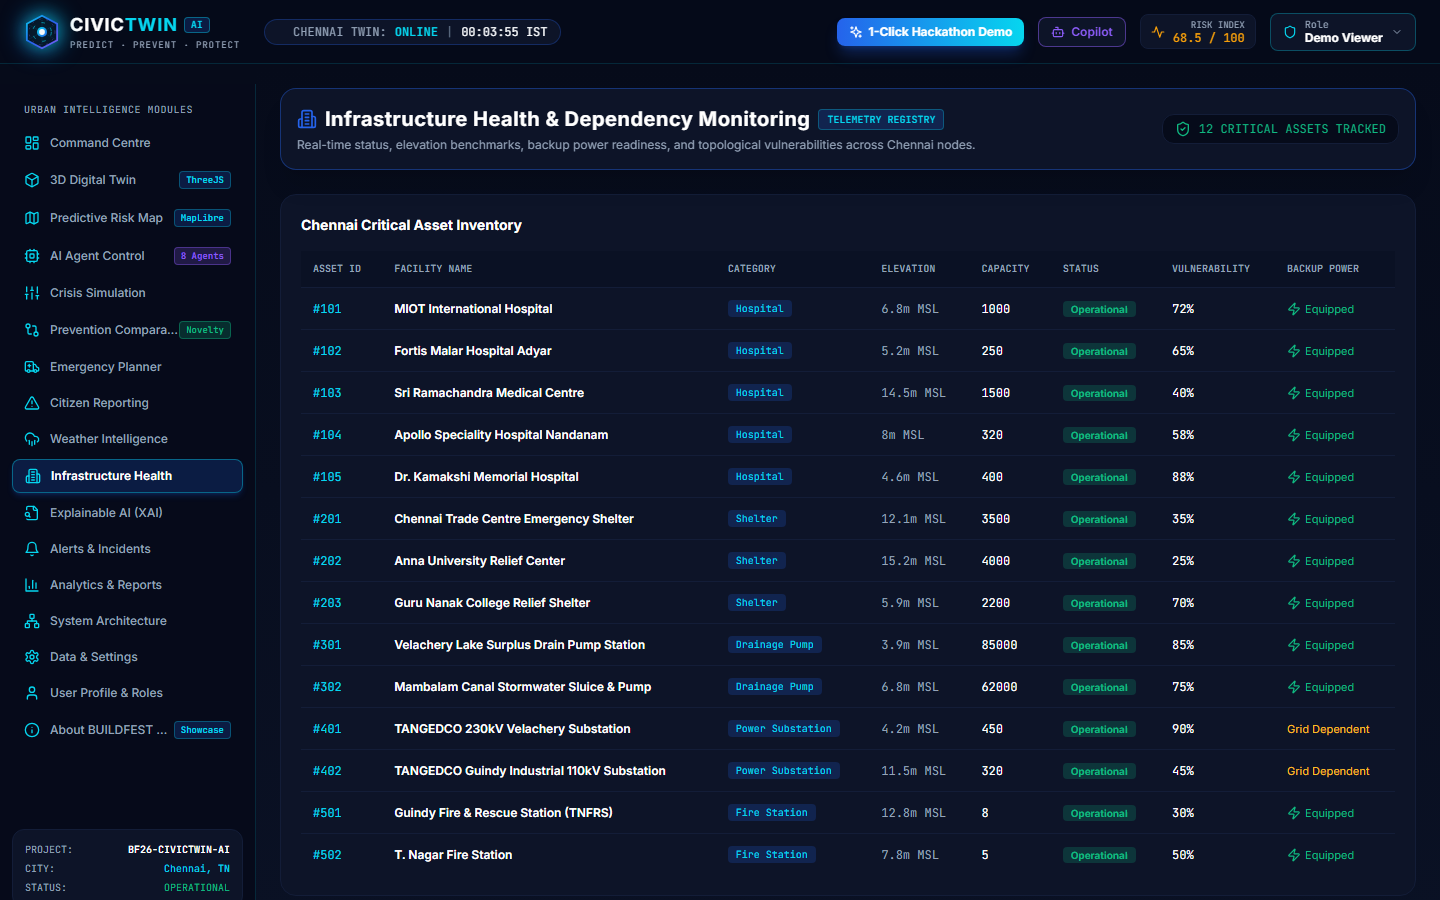 CIVICTWIN AI
PREDICT · PREVENT · PROTECT
CHENNAI TWIN: ONLINE | 00:03:55 IST
1-Click Hackathon Demo
Copilot
RISK INDEX
68.5 / 100
Role
Demo Viewer
URBAN INTELLIGENCE MODULES
Command Centre
3D Digital Twin ThreeJS
Predictive Risk Map MapLibre
AI Agent Control 8 Agents
Crisis Simulation
Prevention Compara... Novelty
Emergency Planner
Citizen Reporting
Weather Intelligence
Infrastructure Health
Explainable AI (XAI)
Alerts & Incidents
Analytics & Reports
System Architecture
Data & Settings
User Profile & Roles
About BUILDFEST ... Showcase
PROJECT: BF26-CIVICTWIN-AI
CITY: Chennai, TN
STATUS: OPERATIONAL
Infrastructure Health & Dependency Monitoring TELEMETRY REGISTRY
Real-time status, elevation benchmarks, backup power readiness, and topological vulnerabilities across Chennai nodes.
12 CRITICAL ASSETS TRACKED
Chennai Critical Asset Inventory
ASSET ID FACILITY NAME CATEGORY ELEVATION CAPACITY STATUS VULNERABILITY BACKUP POWER
#101 MIOT International Hospital Hospital 6.8m MSL 1000 Operational 72% Equipped
#102 Fortis Malar Hospital Adyar Hospital 5.2m MSL 250 Operational 65% Equipped
#103 Sri Ramachandra Medical Centre Hospital 14.5m MSL 1500 Operational 40% Equipped
#104 Apollo Speciality Hospital Nandanam Hospital 8m MSL 320 Operational 58% Equipped
#105 Dr. Kamakshi Memorial Hospital Hospital 4.6m MSL 400 Operational 88% Equipped
#201 Chennai Trade Centre Emergency Shelter Shelter 12.1m MSL 3500 Operational 35% Equipped
#202 Anna University Relief Center Shelter 15.2m MSL 4000 Operational 25% Equipped
#203 Guru Nanak College Relief Shelter Shelter 5.9m MSL 2200 Operational 70% Equipped
#301 Velachery Lake Surplus Drain Pump Station Drainage Pump 3.9m MSL 85000 Operational 85% Equipped
#302 Mambalam Canal Stormwater Sluice & Pump Drainage Pump 6.8m MSL 62000 Operational 75% Equipped
#401 TANGEDCO 230kV Velachery Substation Power Substation 4.2m MSL 450 Operational 90% Grid Dependent
#402 TANGEDCO Guindy Industrial 110kV Substation Power Substation 11.5m MSL 320 Operational 45% Grid Dependent
#501 Guindy Fire & Rescue Station (TNFRS) Fire Station 12.8m MSL 8 Operational 30% Equipped
#502 T. Nagar Fire Station Fire Station 7.8m MSL 5 Operational 50% Equipped